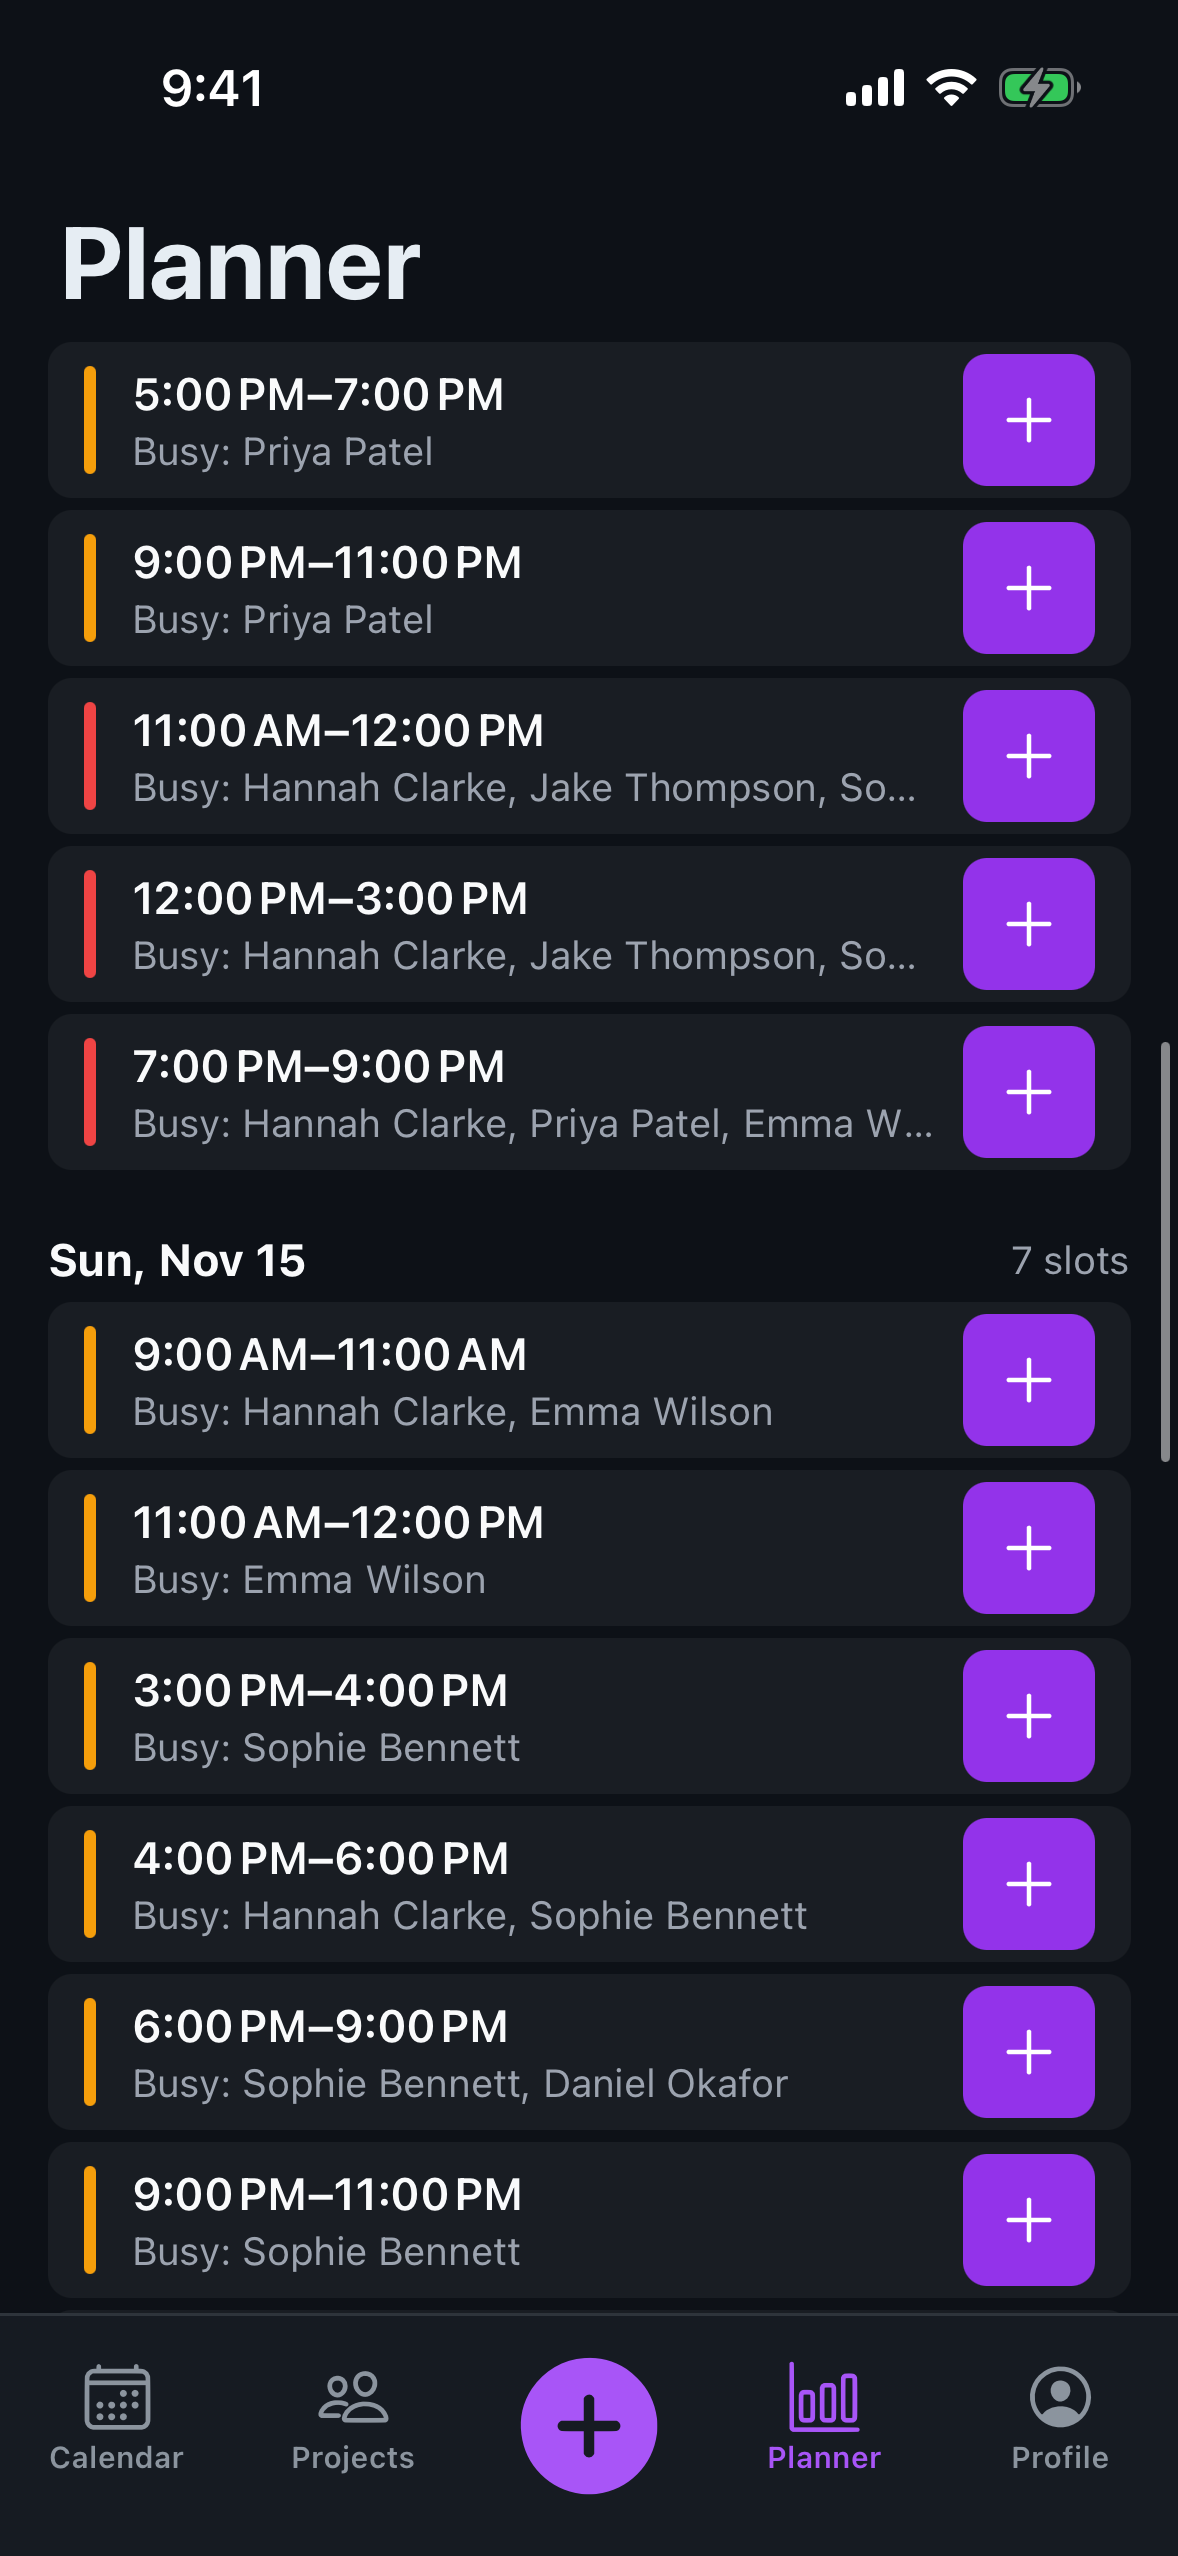 9:41
Planner
5:00 PM–7:00 PM
Busy: Priya Patel
9:00 PM–11:00 PM
Busy: Priya Patel
11:00 AM–12:00 PM
Busy: Hannah Clarke, Jake Thompson, So...
12:00 PM–3:00 PM
Busy: Hannah Clarke, Jake Thompson, So...
7:00 PM–9:00 PM
Busy: Hannah Clarke, Priya Patel, Emma W...
Sun, Nov 15 7 slots
9:00 AM–11:00 AM
Busy: Hannah Clarke, Emma Wilson
11:00 AM–12:00 PM
Busy: Emma Wilson
3:00 PM–4:00 PM
Busy: Sophie Bennett
4:00 PM–6:00 PM
Busy: Hannah Clarke, Sophie Bennett
6:00 PM–9:00 PM
Busy: Sophie Bennett, Daniel Okafor
9:00 PM–11:00 PM
Busy: Sophie Bennett
Calendar Projects Planner Profile